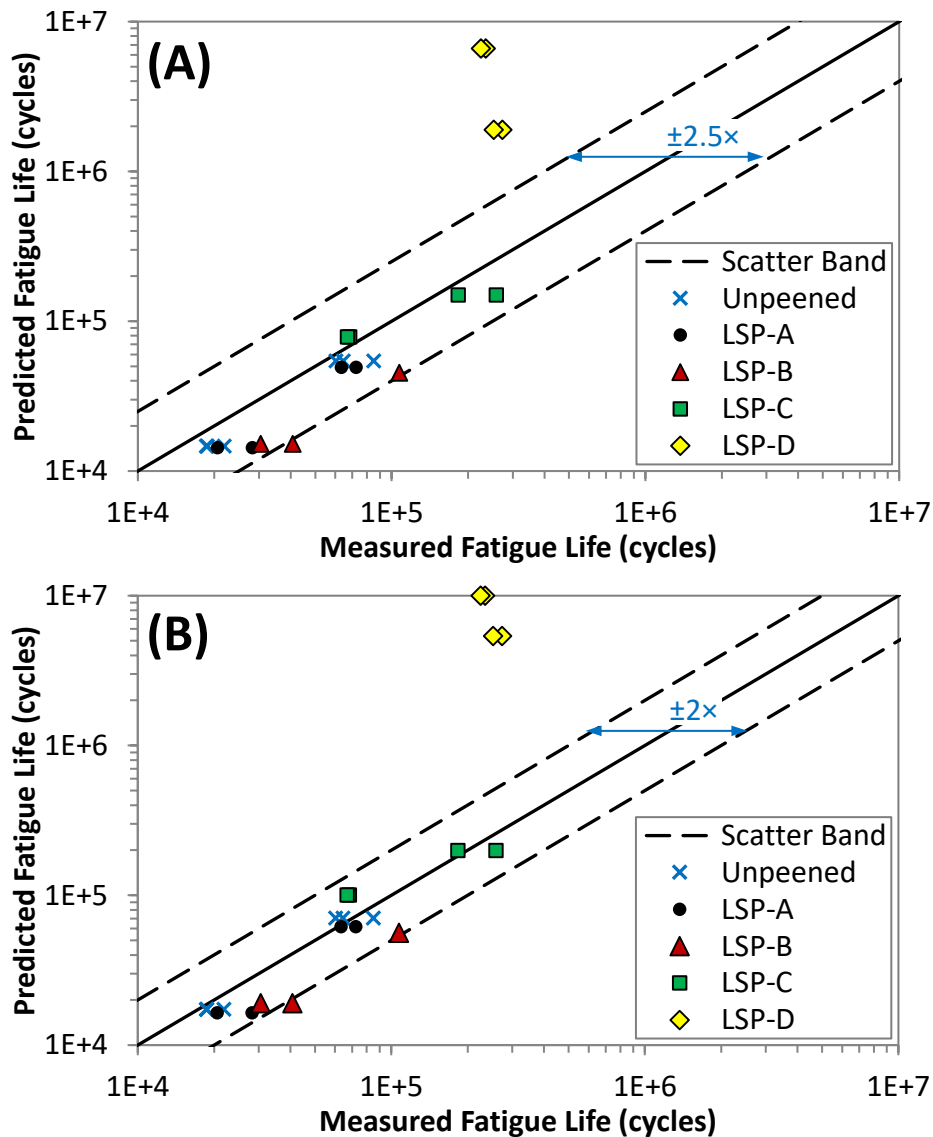 (A)
Predicted Fatigue Life (cycles)
1E+7
1E+6
1E+5
1E+4
±2.5×
Scatter Band
Unpeened
LSP-A
LSP-B
LSP-C
LSP-D
1E+4 1E+5 1E+6 1E+7
Measured Fatigue Life (cycles)
(B)
Predicted Fatigue Life (cycles)
1E+7
1E+6
1E+5
1E+4
±2×
Scatter Band
Unpeened
LSP-A
LSP-B
LSP-C
LSP-D
1E+4 1E+5 1E+6 1E+7
Measured Fatigue Life (cycles)